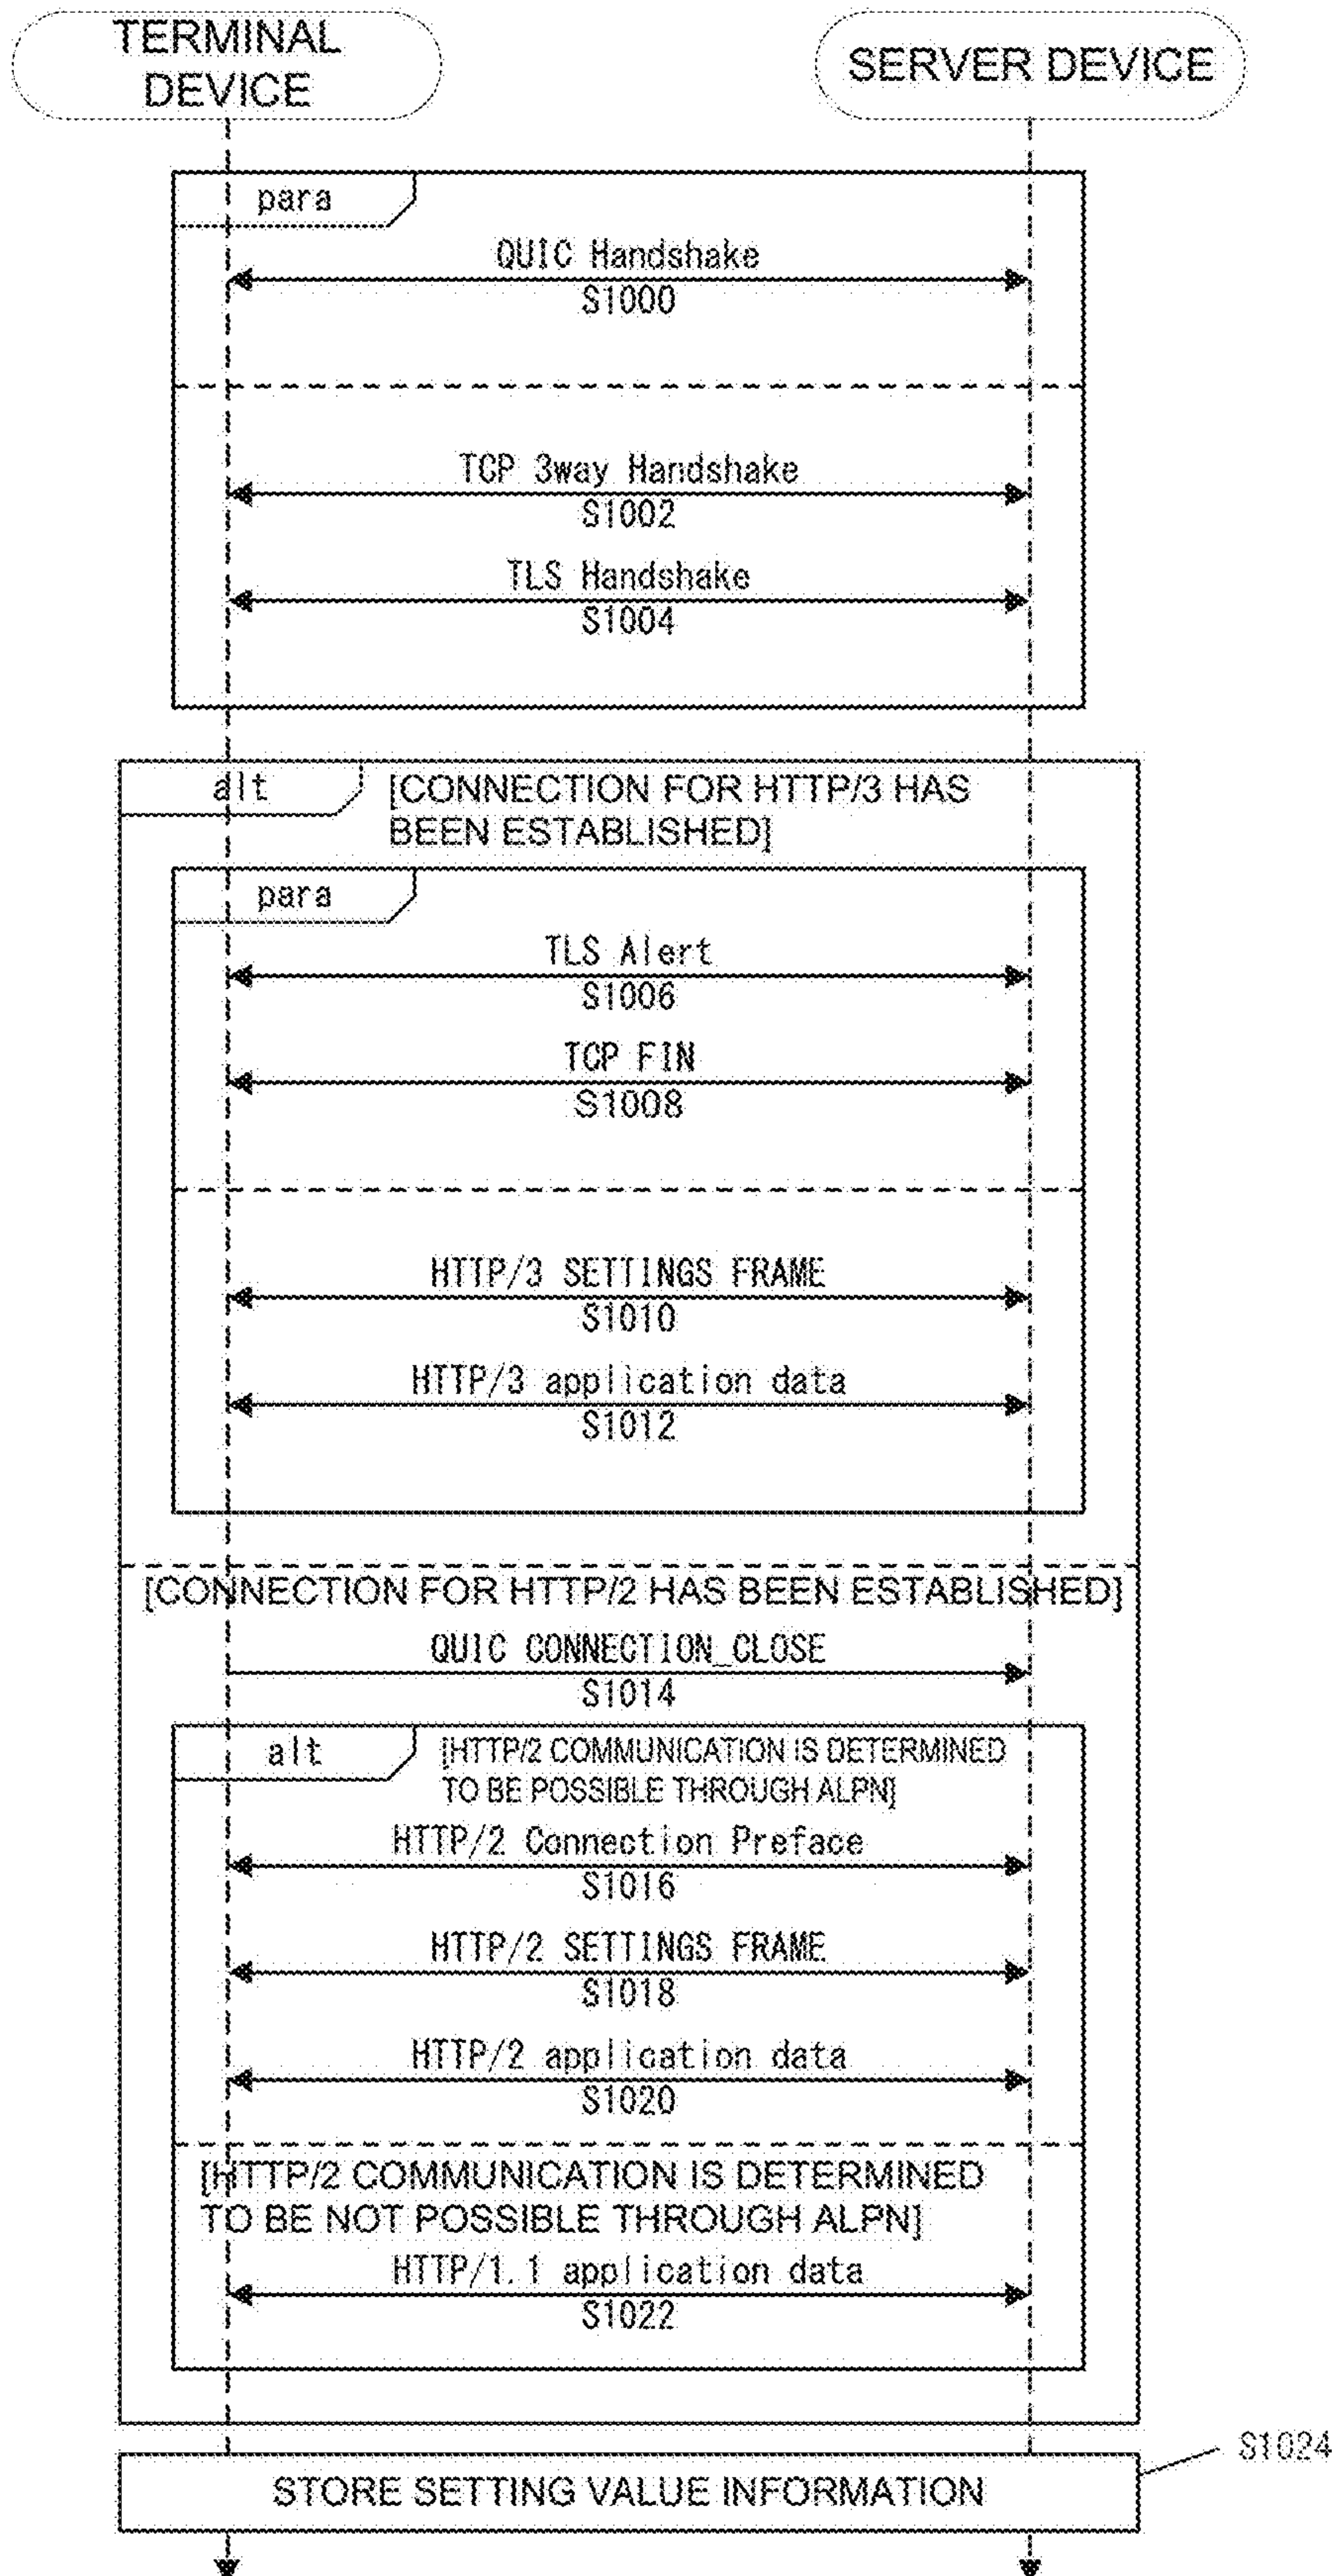 TERMINAL
DEVICE
SERVER DEVICE
para
QUIC Handshake
S1000
TCP 3way Handshake
S1002
TLS Handshake
S1004
alt
[CONNECTION FOR HTTP/3 HAS
BEEN ESTABLISHED]
para
TLS Alert
S1006
TCP FIN
S1008
HTTP/3 SETTINGS FRAME
S1010
HTTP/3 application data
S1012
[CONNECTION FOR HTTP/2 HAS BEEN ESTABLISHED]
QUIC CONNECTION_CLOSE
S1014
alt
[HTTP/2 COMMUNICATION IS DETERMINED
TO BE POSSIBLE THROUGH ALPN]
HTTP/2 Connection Preface
S1016
HTTP/2 SETTINGS FRAME
S1018
HTTP/2 application data
S1020
[HTTP/2 COMMUNICATION IS DETERMINED
TO BE NOT POSSIBLE THROUGH ALPN]
HTTP/1.1 application data
S1022
S1024
STORE SETTING VALUE INFORMATION